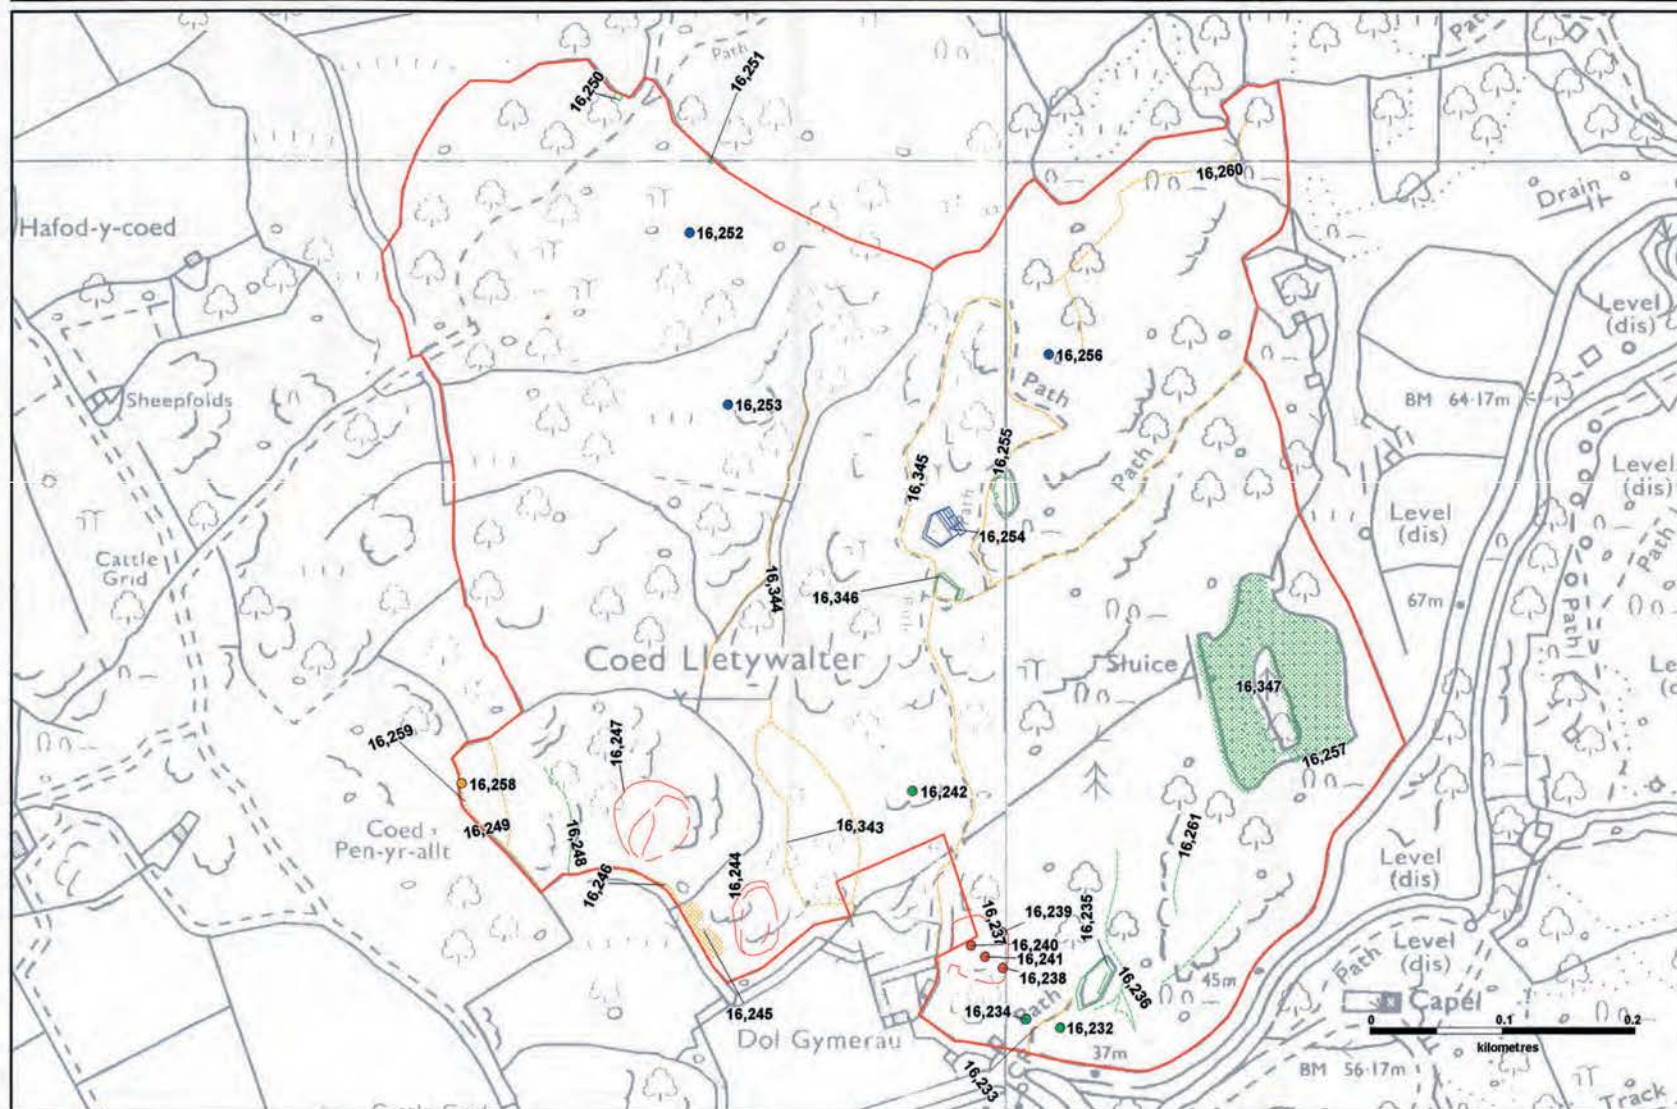 Path
Path
16,250
16,251
16,260
Drain
Hafod-y-coed
16,252
Level
(dis)
16,256
Path
Sheepfolds
16,253
BM 64·17m
16,255
Path
16,345
Path
Level
(dis)
Level
(dis)
16,254
Cattle
Grid
16,344
16,346
Path
67m
Path
Path
Coed Lletywalter
Sluice
16,347
16,259
16,247
16,257
16,258
16,242
16,249
Coed
Pen-yr-allt
16,248
16,343
16,261
Level
(dis)
16,246
16,244
16,235
16,237
16,239
16,240
16,241
16,238
16,236
Level
(dis)
Path
45m
Capel
16,234
Path
16,232
16,245
Dol Gymerau
37m
16,233
0 0.1 0.2
kilometres
BM 56·17m
Track